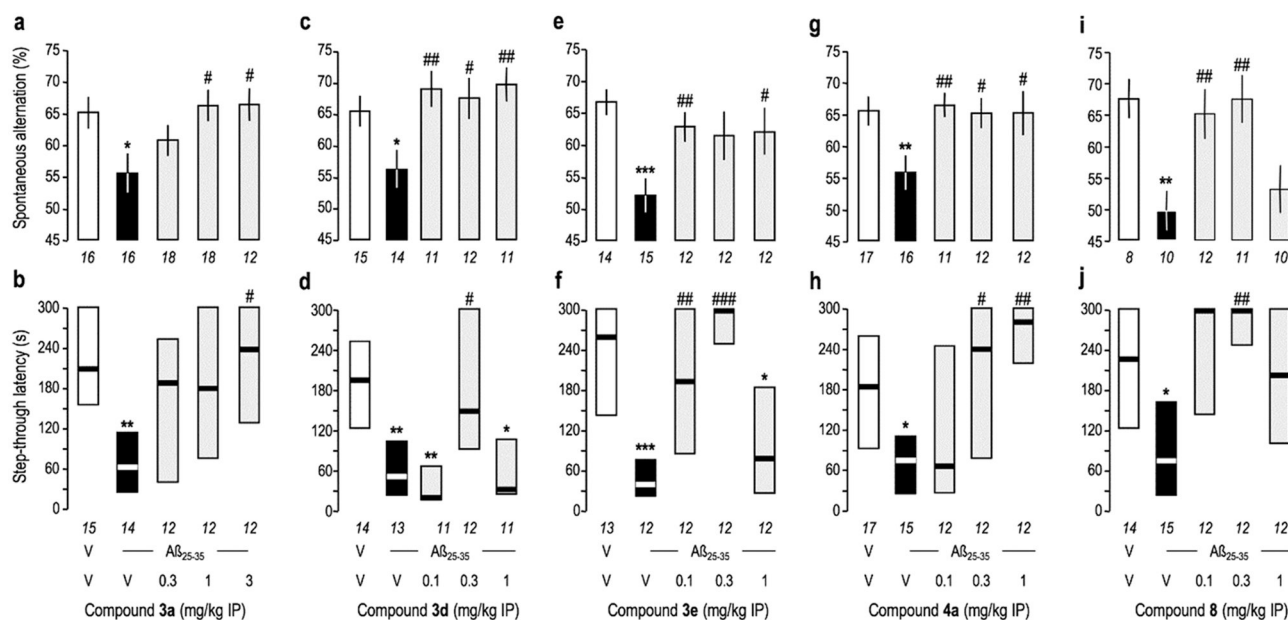 a c e g i
Spontaneous alternation (%)
75 75 75 75 75
70 70 70 70 70
65 65 65 65 65
60 60 60 60 60
55 55 55 55 55
50 50 50 50 50
45 45 45 45 45
* # #
* ## # ##
*** ## #
** ## # #
** ## ##
16 16 18 18 12 15 14 11 12 11 14 15 12 12 12 17 16 11 12 12 8 10 12 11 10
b d f h j
Step-through latency (s)
300 300 300 300 300
240 240 240 240 240
180 180 180 180 180
120 120 120 120 120
60 60 60 60 60
0 0 0 0 0
** #
** ** # *
*** ## ### *
* # ##
* ##
15 14 12 12 12 14 13 11 12 11 13 12 12 12 12 17 15 12 12 12 14 15 12 12 12
V Aß25-35 V Aß25-35 V Aß25-35 V Aß25-35 V Aß25-35
V V 0.3 1 3 V V 0.1 0.3 1 V V 0.1 0.3 1 V V 0.1 0.3 1 V V 0.1 0.3 1
Compound 3a (mg/kg IP) Compound 3d (mg/kg IP) Compound 3e (mg/kg IP) Compound 4a (mg/kg IP) Compound 8 (mg/kg IP)